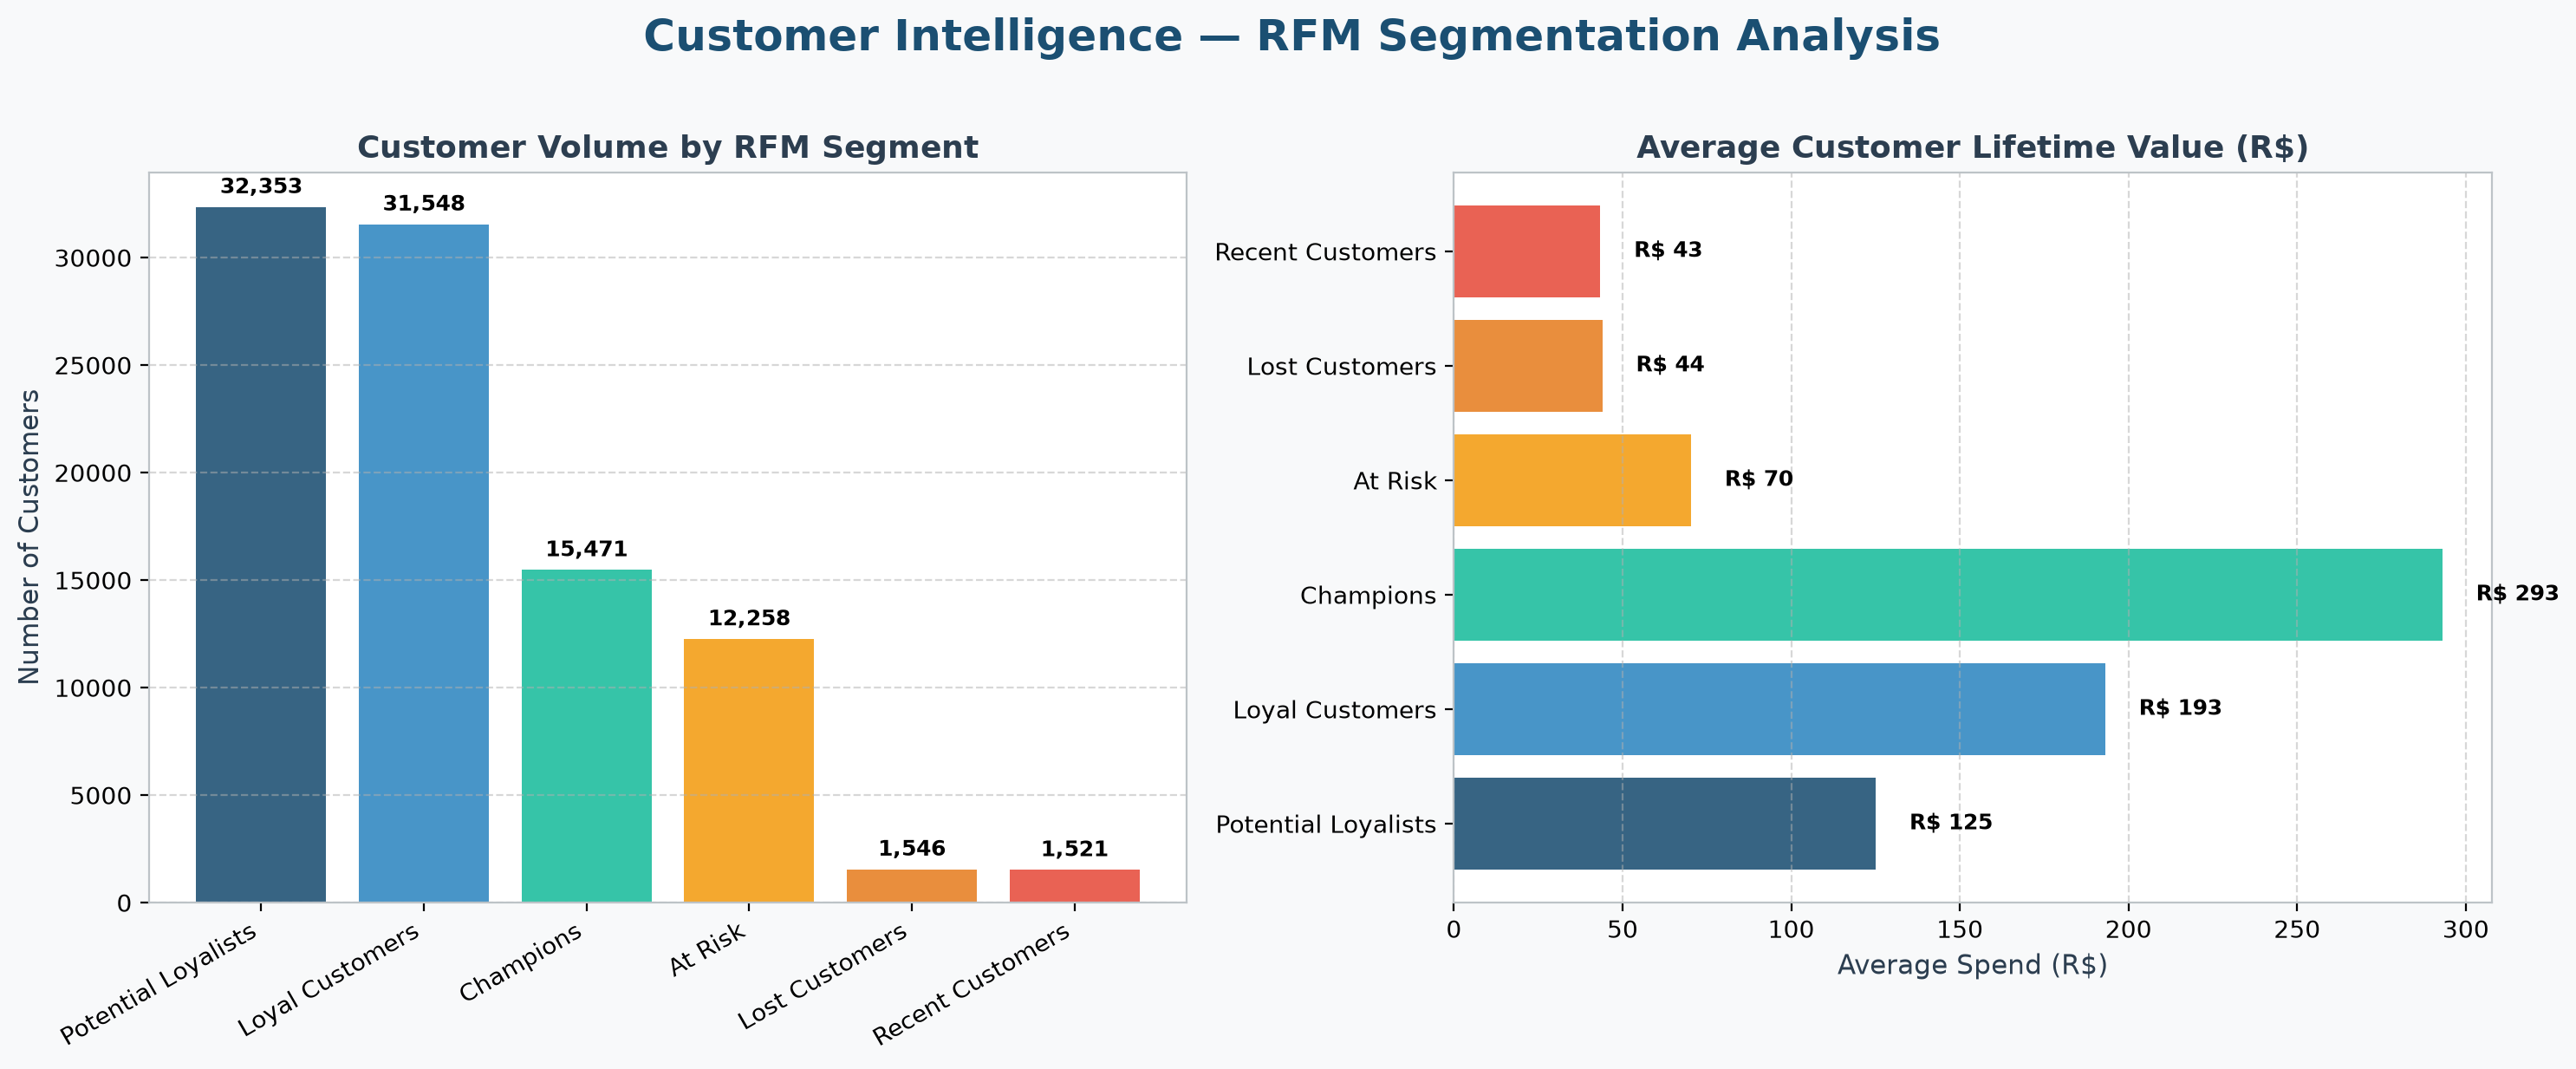 Customer Intelligence — RFM Segmentation Analysis
Customer Volume by RFM Segment
Number of Customers
30000
25000
20000
15000
10000
5000
0
32,353
31,548
15,471
12,258
1,546
1,521
Potential Loyalists
Loyal Customers
Champions
At Risk
Lost Customers
Recent Customers
Average Customer Lifetime Value (R$)
Recent Customers
R$ 43
Lost Customers
R$ 44
At Risk
R$ 70
Champions
R$ 293
Loyal Customers
R$ 193
Potential Loyalists
R$ 125
0
50
100
150
200
250
300
Average Spend (R$)